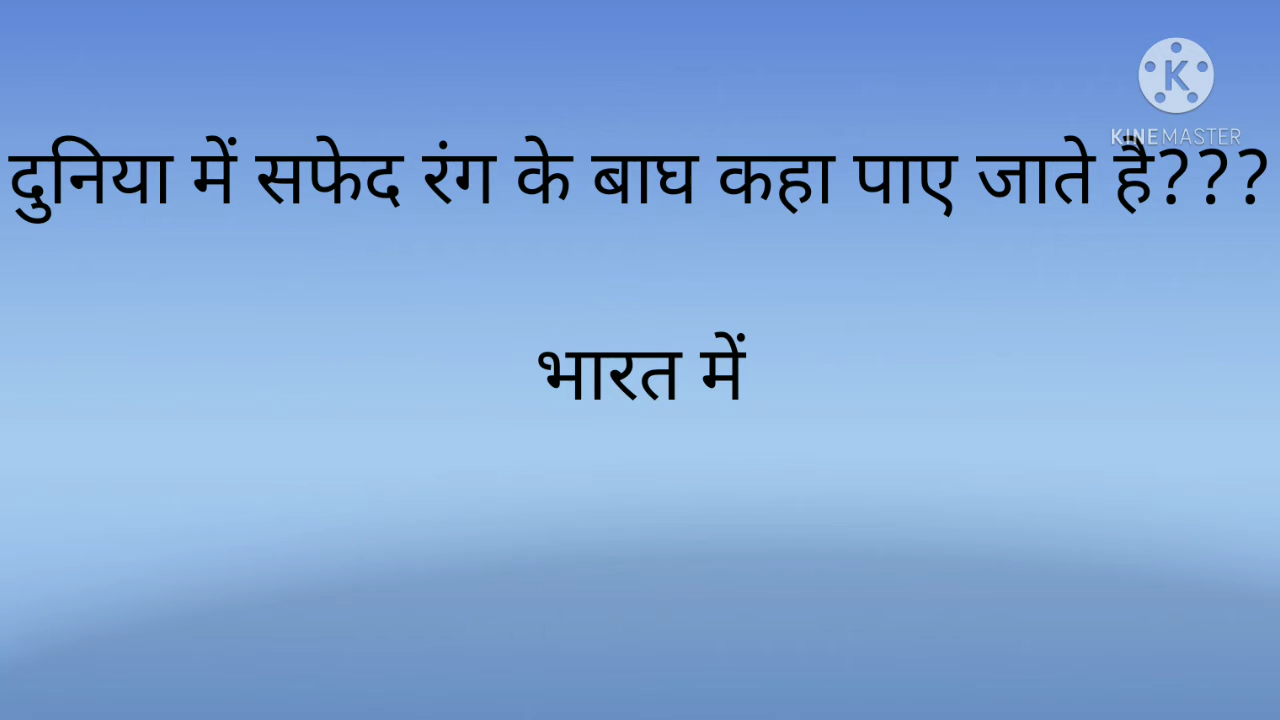 KINEMASTER
दुनिया में सफेद रंग के बाघ कहा पाए जाते है???
भारत में